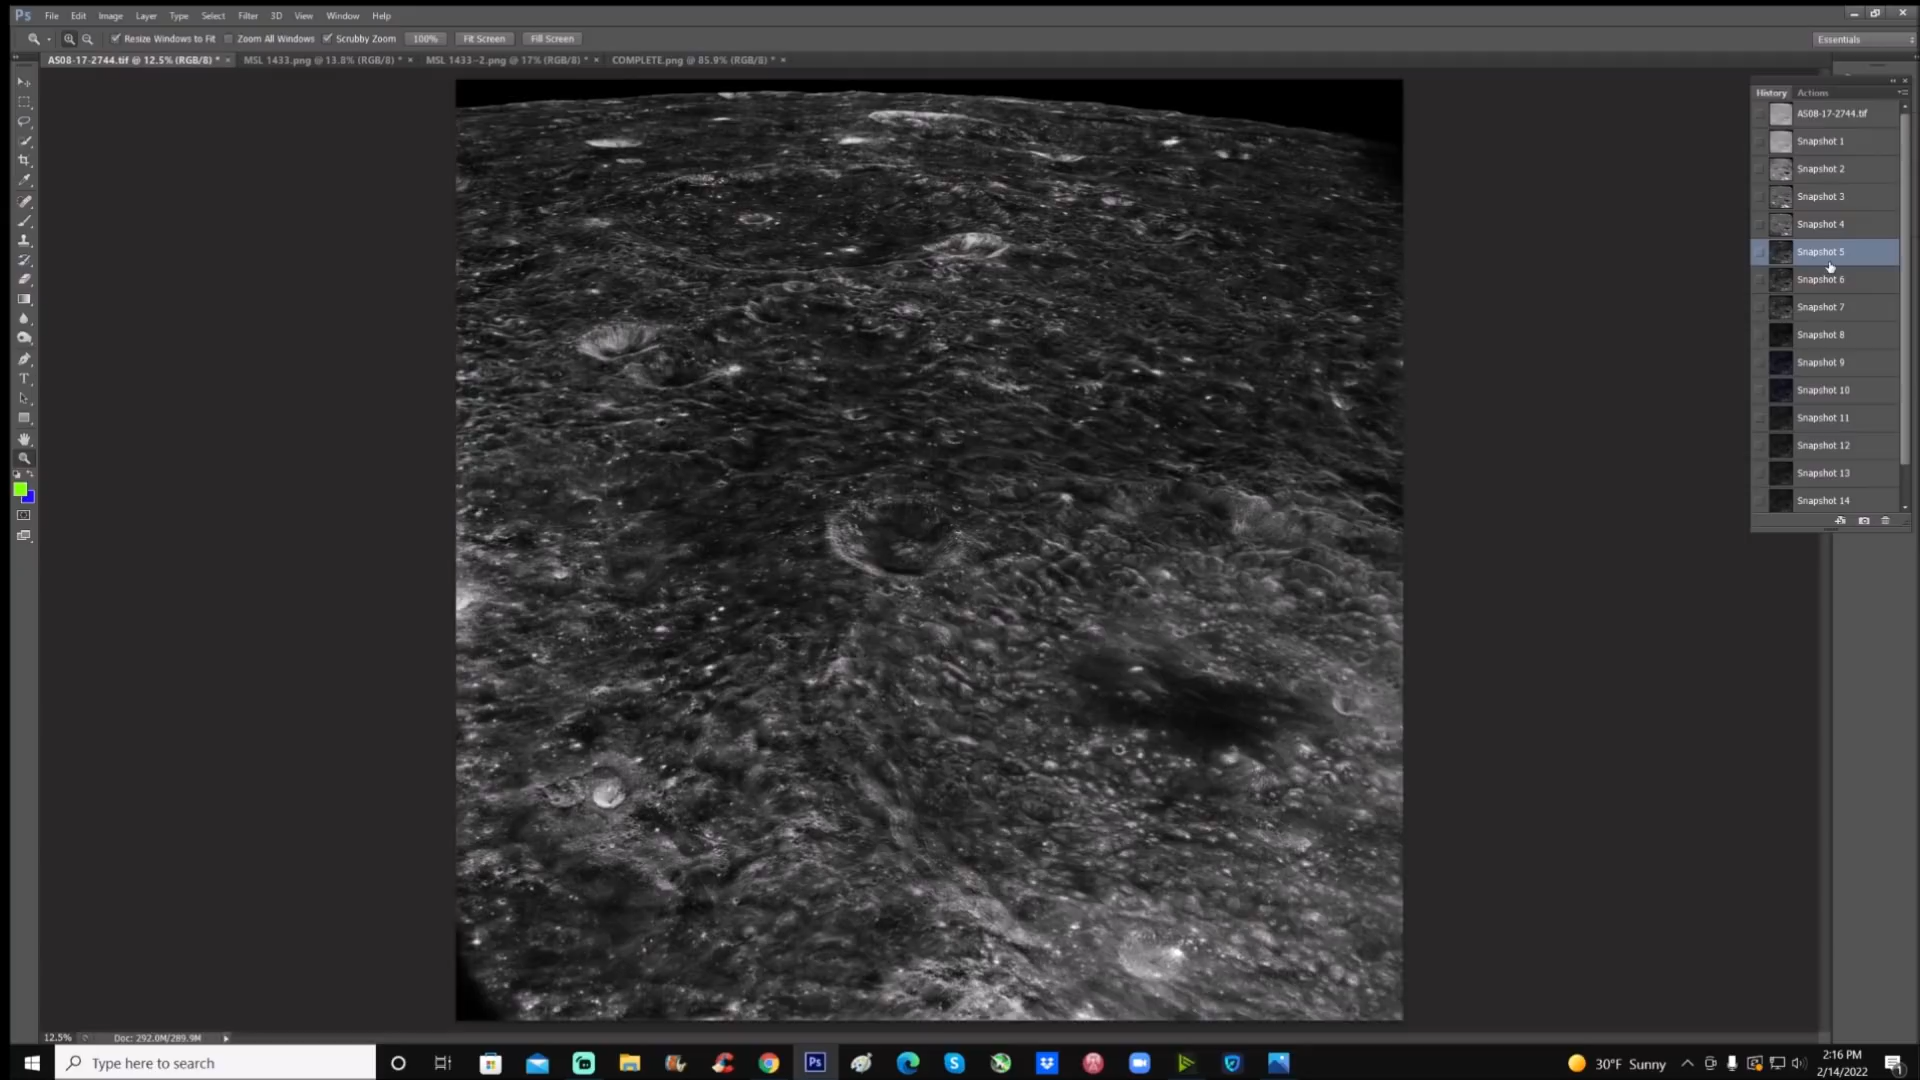 Ps File Edit Image Layer Type Select Filter 3D View Window Help
Resize Windows to Fit Zoom All Windows Scrubby Zoom 100% Fit Screen Fill Screen Essentials
AS08-17-2744.tif @ 12.5% (RGB/8) * × MSL 1433.png @ 13.8% (RGB/8) * × MSL 1433-2.png @ 17% (RGB/8) * × COMPLETE.png @ 85.9% (RGB/8) * ×
History Actions
AS08-17-2744.tif
Snapshot 1
Snapshot 2
Snapshot 3
Snapshot 4
Snapshot 5
Snapshot 6
Snapshot 7
Snapshot 8
Snapshot 9
Snapshot 10
Snapshot 11
Snapshot 12
Snapshot 13
Snapshot 14
12.5% Doc: 292.0M/289.9M
Type here to search
Ps
30°F Sunny
2:16 PM
2/14/2022